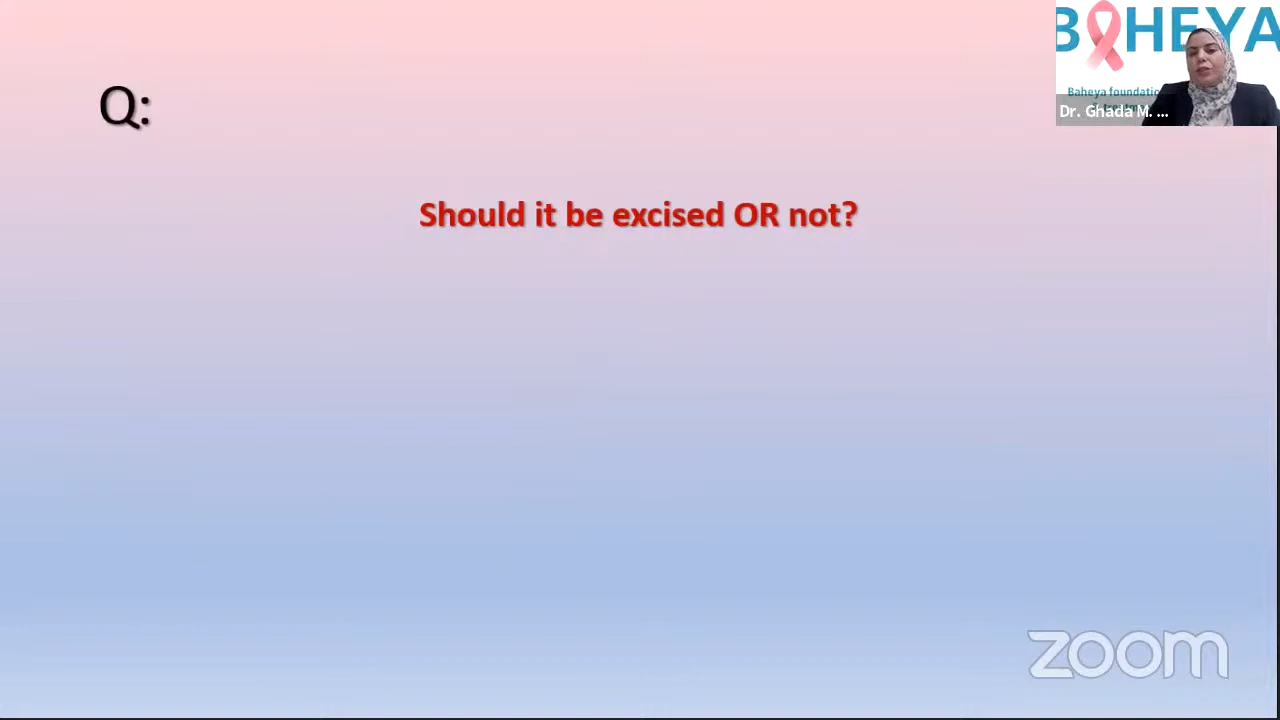 Q:
Should it be excised OR not?
BAHEYA
Baheya foundatio
Dr. Ghada M. ...
zoom